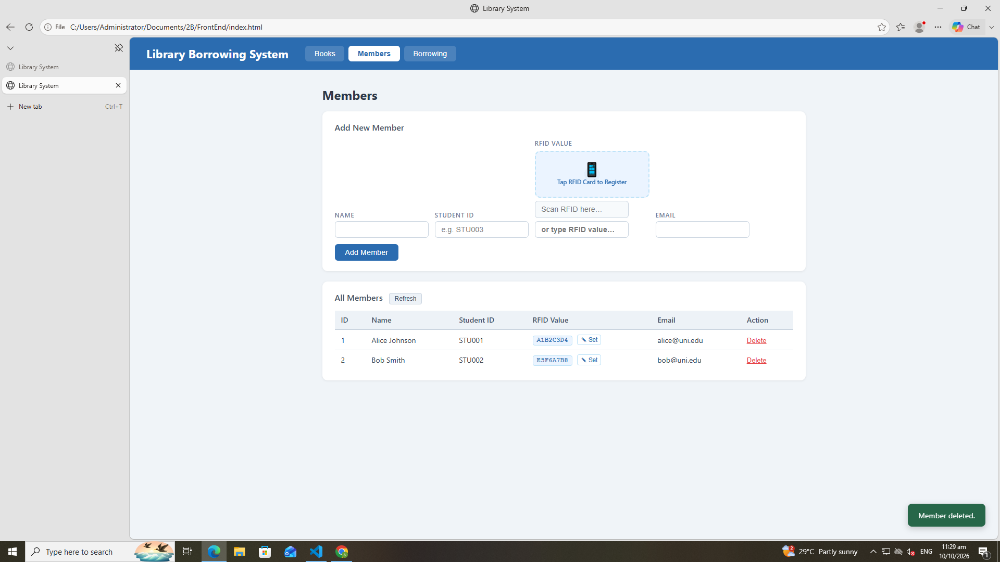 Library System
File C:/Users/Administrator/Documents/2B/FrontEnd/index.html
Chat
Library System
Library System
New tab Ctrl+T
Library Borrowing System Books Members Borrowing
Members
Add New Member
RFID VALUE
Tap RFID Card to Register
Scan RFID here...
NAME STUDENT ID EMAIL
e.g. STU003 or type RFID value...
Add Member
All Members Refresh
ID Name Student ID RFID Value Email Action
1 Alice Johnson STU001 A1B2C3D4 Set alice@uni.edu Delete
2 Bob Smith STU002 E5F6A7B8 Set bob@uni.edu Delete
Member deleted.
Type here to search
2 29°C Partly sunny ENG
11:29 am
10/10/2026
1